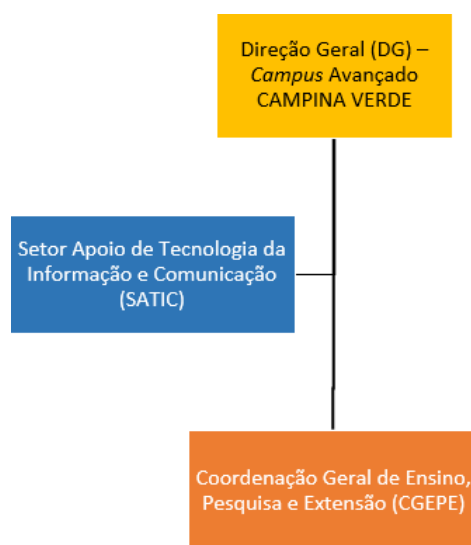 Direção Geral (DG) –
Campus Avançado
CAMPINA VERDE
Setor Apoio de Tecnologia da
Informação e Comunicação
(SATIC)
Coordenação Geral de Ensino,
Pesquisa e Extensão (CGEPE)